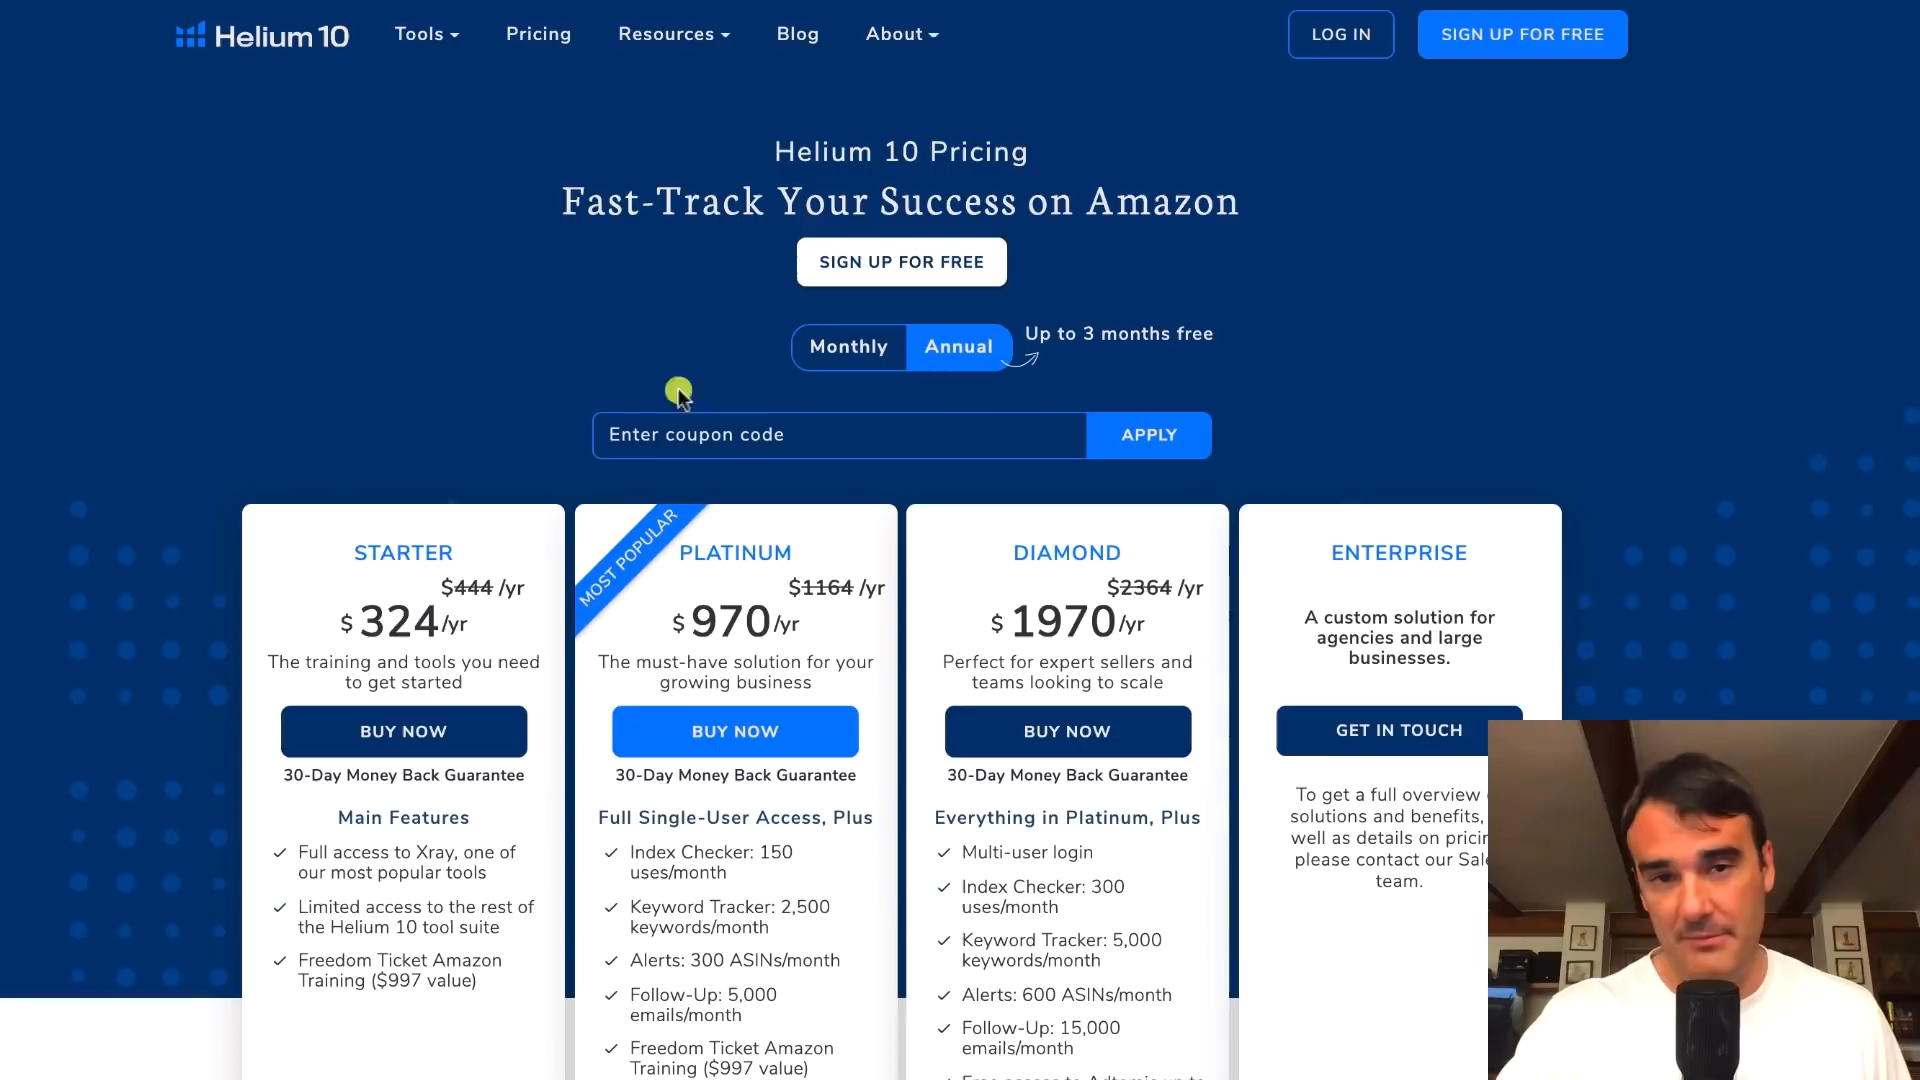 Helium 10
Tools
Pricing
Resources
Blog
About
LOG IN
SIGN UP FOR FREE
Helium 10 Pricing
Fast-Track Your Success on Amazon
SIGN UP FOR FREE
Monthly
Annual
Up to 3 months free
Enter coupon code
APPLY
STARTER
$444 /yr
$ 324/yr
The training and tools you need
to get started
BUY NOW
30-Day Money Back Guarantee
Main Features
Full access to Xray, one of
our most popular tools
Limited access to the rest of
the Helium 10 tool suite
Freedom Ticket Amazon
Training ($997 value)
MOST POPULAR
PLATINUM
$1164 /yr
$ 970/yr
The must-have solution for your
growing business
BUY NOW
30-Day Money Back Guarantee
Full Single-User Access, Plus
Index Checker: 150
uses/month
Keyword Tracker: 2,500
keywords/month
Alerts: 300 ASINs/month
Follow-Up: 5,000
emails/month
Freedom Ticket Amazon
Training ($997 value)
DIAMOND
$2364 /yr
$ 1970/yr
Perfect for expert sellers and
teams looking to scale
BUY NOW
30-Day Money Back Guarantee
Everything in Platinum, Plus
Multi-user login
Index Checker: 300
uses/month
Keyword Tracker: 5,000
keywords/month
Alerts: 600 ASINs/month
Follow-Up: 15,000
emails/month
Free access to Adtomic up to
ENTERPRISE
A custom solution for
agencies and large
businesses.
GET IN TOUCH
To get a full overview
solutions and benefits,
well as details on
please contact our
team.